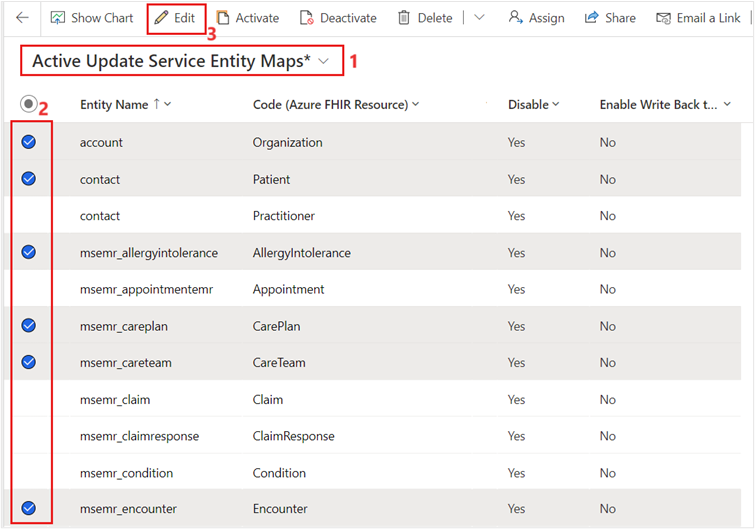 Show Chart Edit Activate Deactivate Delete Assign Share Email a Link
3
Active Update Service Entity Maps* 1
2 Entity Name ↑ Code (Azure FHIR Resource) Disable Enable Write Back t...
account Organization Yes No
contact Patient Yes No
contact Practitioner Yes No
msemr_allergyintolerance AllergyIntolerance Yes No
msemr_appointmentemr Appointment Yes No
msemr_careplan CarePlan Yes No
msemr_careteam CareTeam Yes No
msemr_claim Claim Yes No
msemr_claimresponse ClaimResponse Yes No
msemr_condition Condition Yes No
msemr_encounter Encounter Yes No